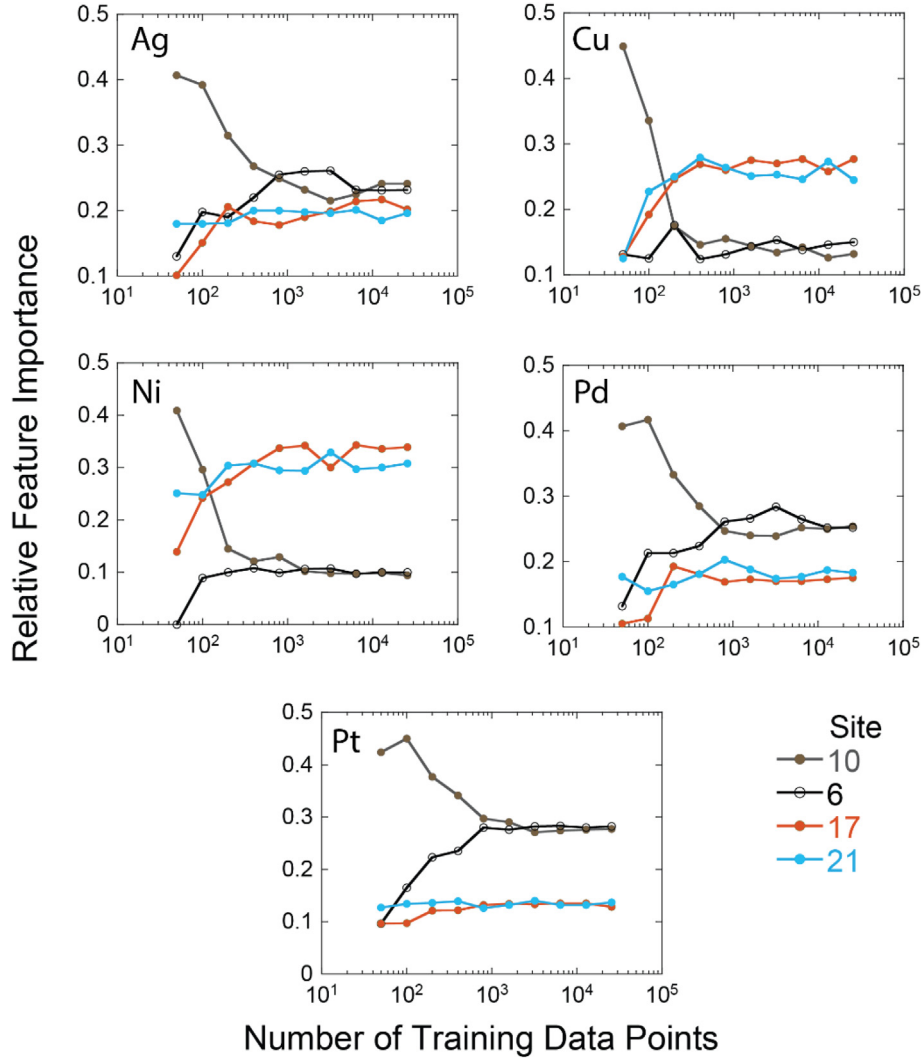 Relative Feature Importance
Ag
0.5
0.4
0.3
0.2
0.1
10¹ 10² 10³ 10⁴ 10⁵
Cu
0.5
0.4
0.3
0.2
0.1
10¹ 10² 10³ 10⁴ 10⁵
Ni
0.5
0.4
0.3
0.2
0.1
0
10¹ 10² 10³ 10⁴ 10⁵
Pd
0.5
0.4
0.3
0.2
0.1
10¹ 10² 10³ 10⁴ 10⁵
Pt
0.5
0.4
0.3
0.2
0.1
0
10¹ 10² 10³ 10⁴ 10⁵
Site
10
6
17
21
Number of Training Data Points